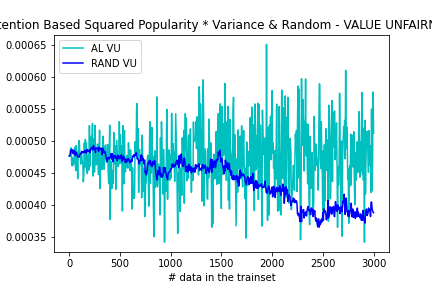 tention Based Squared Popularity * Variance & Random - VALUE UNFAIRN
AL VU
RAND VU
0.00065
0.00060
0.00055
0.00050
0.00045
0.00040
0.00035
0 500 1000 1500 2000 2500 3000
# data in the trainset